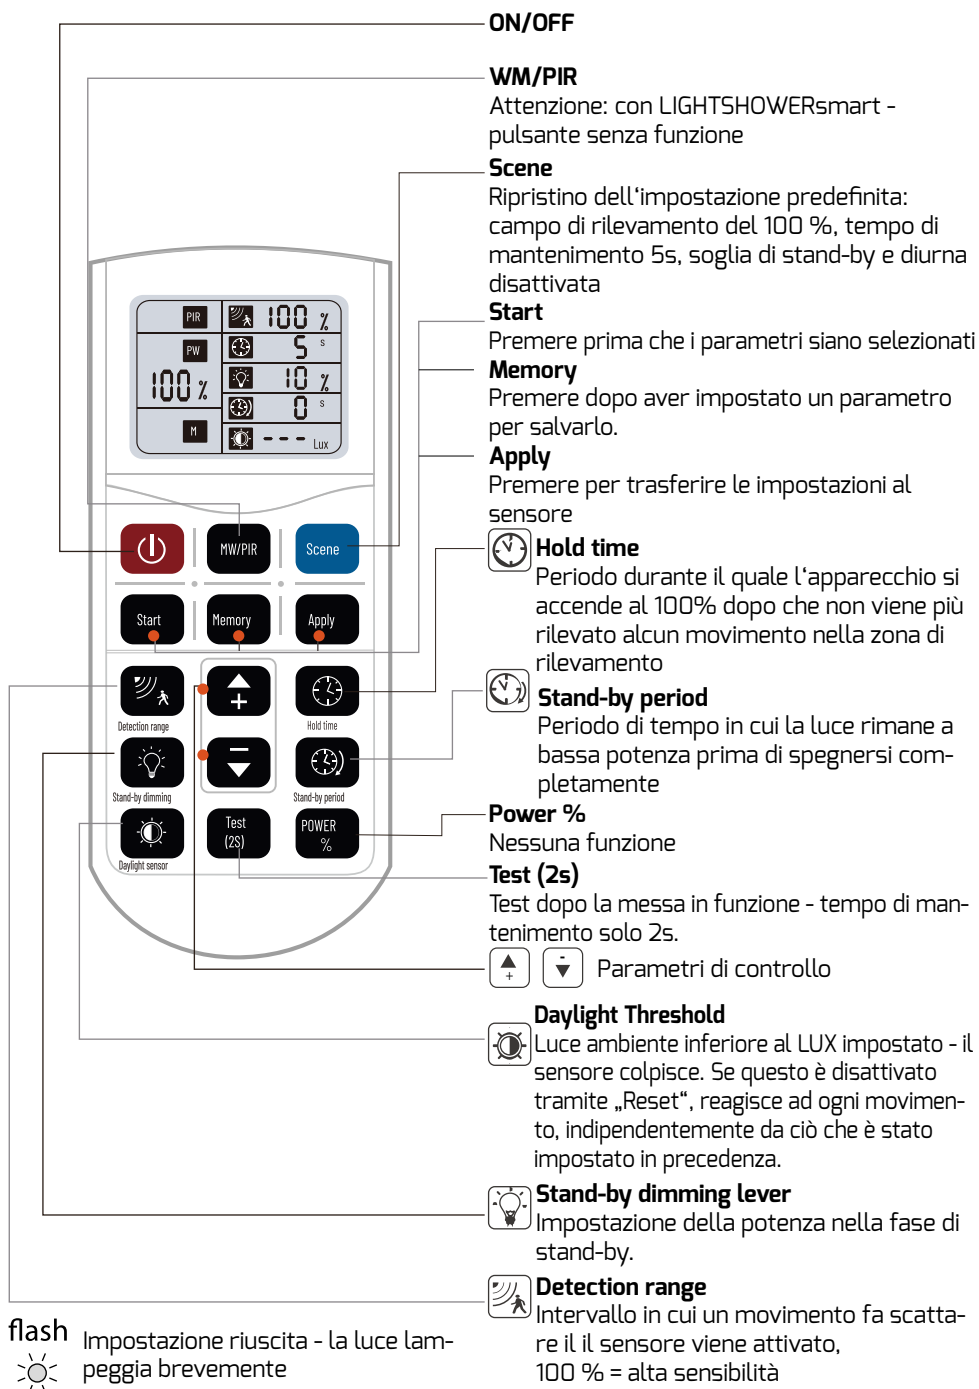 ON/OFF
WM/PIR
Attenzione: con LIGHTSHOWERsmart -
pulsante senza funzione
Scene
Ripristino dell‘impostazione predefinita:
campo di rilevamento del 100 %, tempo di
mantenimento 5s, soglia di stand-by e diurna
disattivata
Start
Premere prima che i parametri siano selezionati
Memory
Premere dopo aver impostato un parametro
per salvarlo.
Apply
Premere per trasferire le impostazioni al
sensore
Hold time
Periodo durante il quale l‘apparecchio si
accende al 100% dopo che non viene più
rilevato alcun movimento nella zona di
rilevamento
Stand-by period
Periodo di tempo in cui la luce rimane a
bassa potenza prima di spegnersi com-
pletamente
Power %
Nessuna funzione
Test (2s)
Test dopo la messa in funzione - tempo di man-
tenimento solo 2s.
+ - Parametri di controllo
Daylight Threshold
Luce ambiente inferiore al LUX impostato - il
sensore colpisce. Se questo è disattivato
tramite „Reset“, reagisce ad ogni movimen-
to, indipendentemente da ciò che è stato
impostato in precedenza.
Stand-by dimming lever
Impostazione della potenza nella fase di
stand-by.
Detection range
Intervallo in cui un movimento fa scatta-
re il il sensore viene attivato,
100 % = alta sensibilità
PIR
PW
100 %
M
100 %
5 s
10 %
0 s
--- Lux
MW/PIR
Scene
Start
Memory
Apply
Detection range
+
Hold time
Stand-by dimming
−
Stand-by period
Daylight sensor
Test
(2S)
POWER
%
flash
Impostazione riuscita - la luce lam-
peggia brevemente